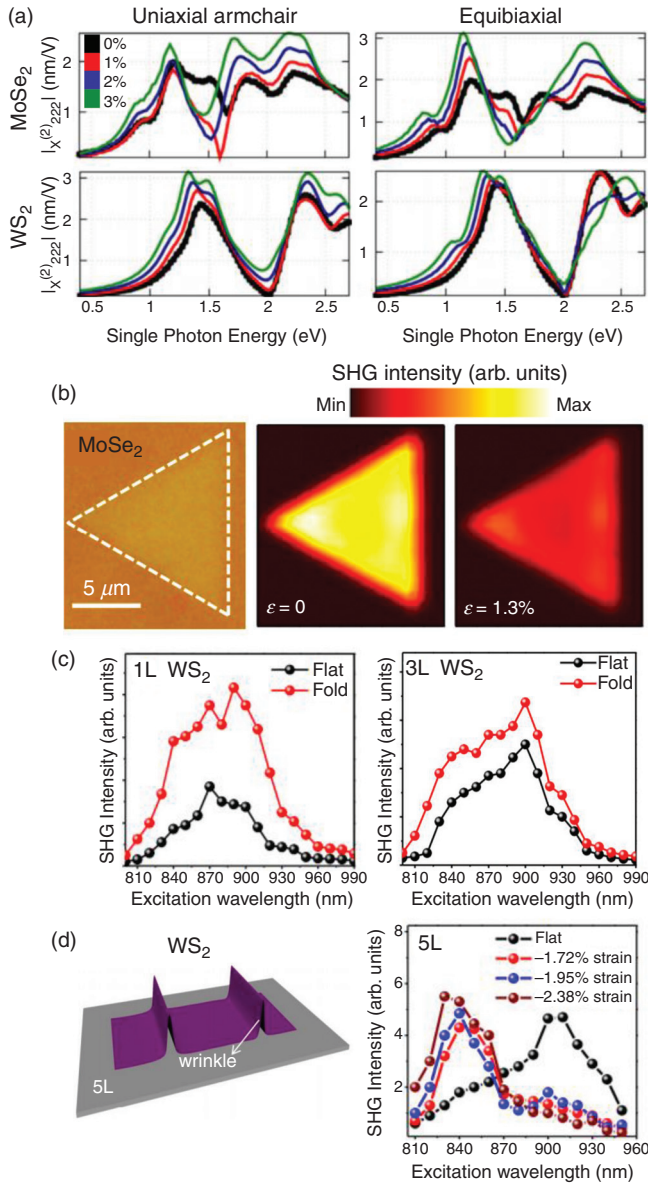 (a) Uniaxial armchair Equibiaxial
MoSe2
|χ(2)222| (nm/V)
2
1
0%
1%
2%
3%
3
2
1
WS2
|χ(2)222| (nm/V)
3
2
1
2
1
0.5 1 1.5 2 2.5
0.5 1 1.5 2 2.5
Single Photon Energy (eV) Single Photon Energy (eV)
(b) SHG intensity (arb. units)
Min Max
MoSe2
5 μm
ε = 0
ε = 1.3%
(c)
SHG Intensity (arb. units)
1L WS2
Flat
Fold
810 840 870 900 930 960 990
Excitation wavelength (nm)
SHG Intensity (arb. units)
3L WS2
Flat
Fold
810 840 870 900 930 960 990
Excitation wavelength (nm)
(d) WS2
wrinkle
5L
SHG Intensity (arb. units)
8
6
4
2
5L
Flat
−1.72% strain
−1.95% strain
−2.38% strain
810 840 870 900 930 960
Excitation wavelength (nm)